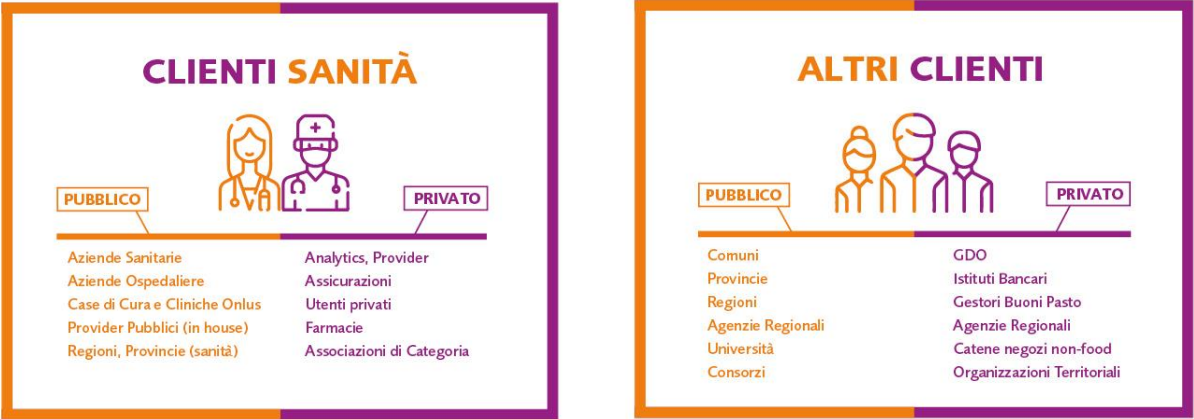 CLIENTI SANITÀ
PUBBLICO
PRIVATO
Aziende Sanitarie
Aziende Ospedaliere
Case di Cura e Cliniche Onlus
Provider Pubblici (in house)
Regioni, Provincie (sanità)
Analytics, Provider
Assicurazioni
Utenti privati
Farmacie
Associazioni di Categoria
ALTRI CLIENTI
PUBBLICO
PRIVATO
Comuni
Provincie
Regioni
Agenzie Regionali
Università
Consorzi
GDO
Istituti Bancari
Gestori Buoni Pasto
Agenzie Regionali
Catene negozi non-food
Organizzazioni Territoriali